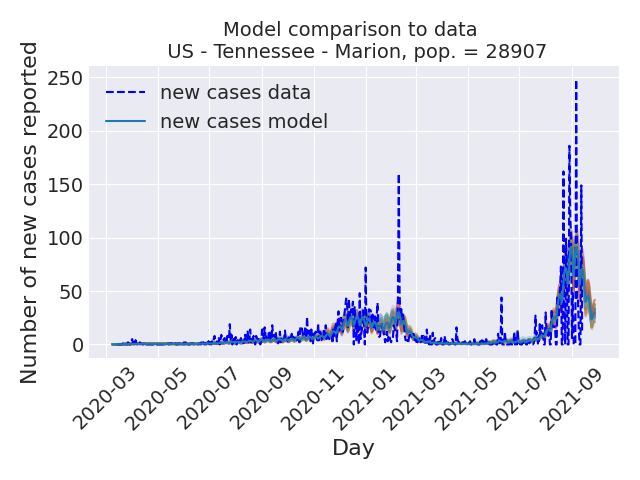 Model comparison to data
US - Tennessee - Marion, pop. = 28907
Number of new cases reported
250
200
150
100
50
0
new cases data
new cases model
2020-03
2020-05
2020-07
2020-09
2020-11
2021-01
2021-03
2021-05
2021-07
2021-09
Day